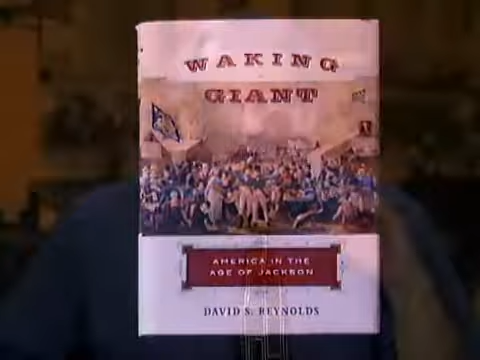 WAKING
GIANT
AMERICA IN THE
AGE OF JACKSON
DAVID S. REYNOLDS